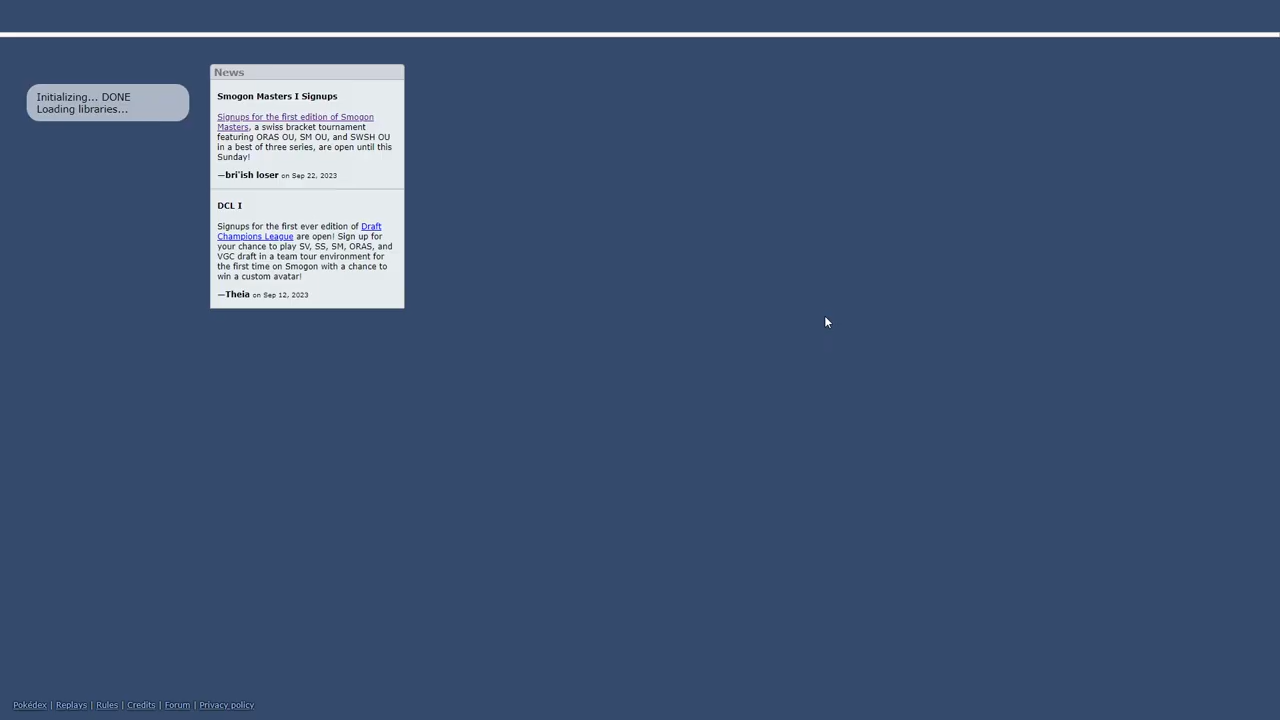 Initializing... DONE
Loading libraries...
News
Smogon Masters I Signups
Signups for the first edition of Smogon
Masters, a swiss bracket tournament
featuring ORAS OU, SM OU, and SWSH OU
in a best of three series, are open until this
Sunday!
—bri'ish loser on Sep 22, 2023
DCL I
Signups for the first ever edition of Draft
Champions League are open! Sign up for
your chance to play SV, SS, SM, ORAS, and
VGC draft in a team tour environment for
the first time on Smogon with a chance to
win a custom avatar!
—Theia on Sep 12, 2023
Pokédex | Replays | Rules | Credits | Forum | Privacy policy